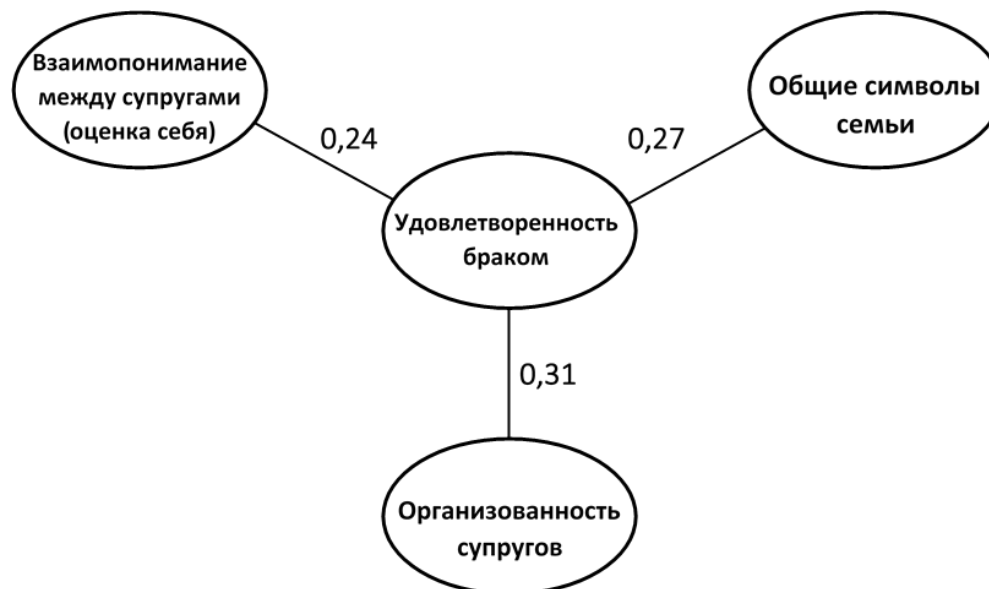 Взаимопонимание
между супругами
(оценка себя)
Общие символы
семьи
0,24
0,27
Удовлетворенность
браком
0,31
Организованность
супругов